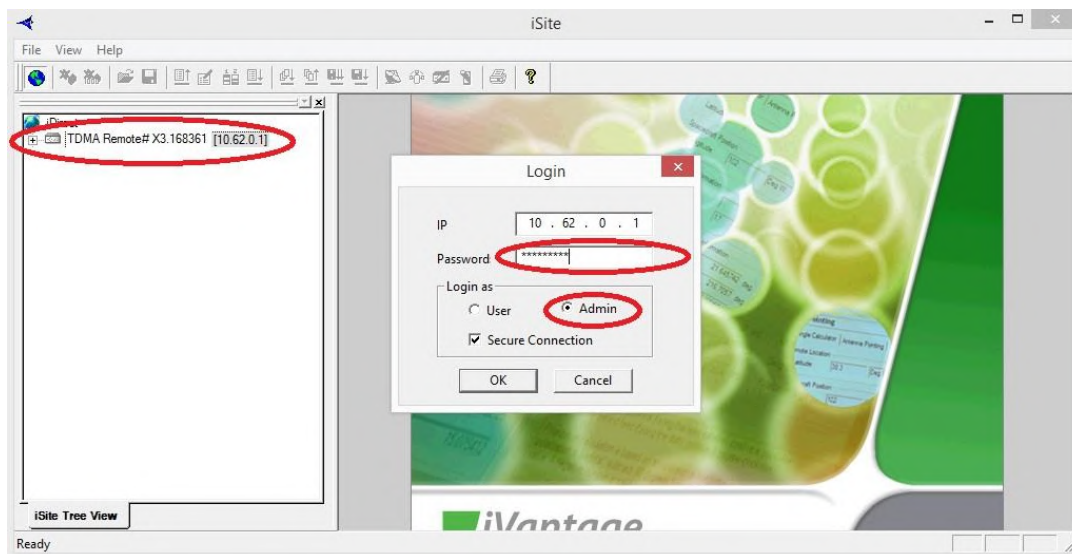 iSite
File View Help
iDirect
TDMA Remote# X3.168361 [10.62.0.1]
iSite Tree View
Login
IP 10 . 62 . 0 . 1
Password *********
Login as
User Admin
Secure Connection
OK Cancel
iVantage
Ready